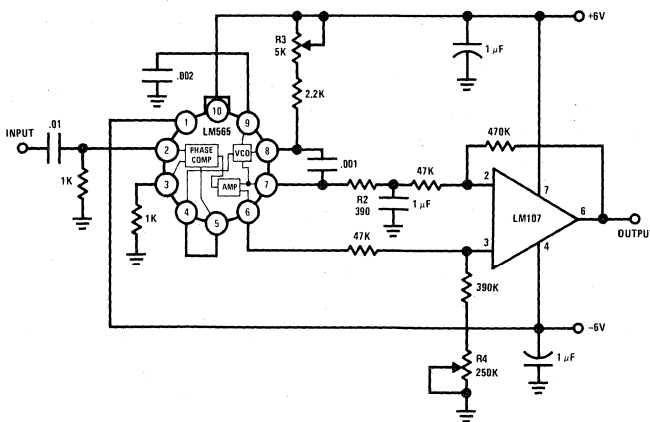 +6V
R3
5K
1 μF
.002
10
1
9
LM565
2.2K
470K
.01
INPUT
2
PHASE
COMP
VCO
8
.001
47K
1K
3
AMP
7
R2
390
1 μF
2
7
LM107
6
OUTPUT
1K
4
5
6
47K
3
4
390K
-6V
R4
250K
1 μF